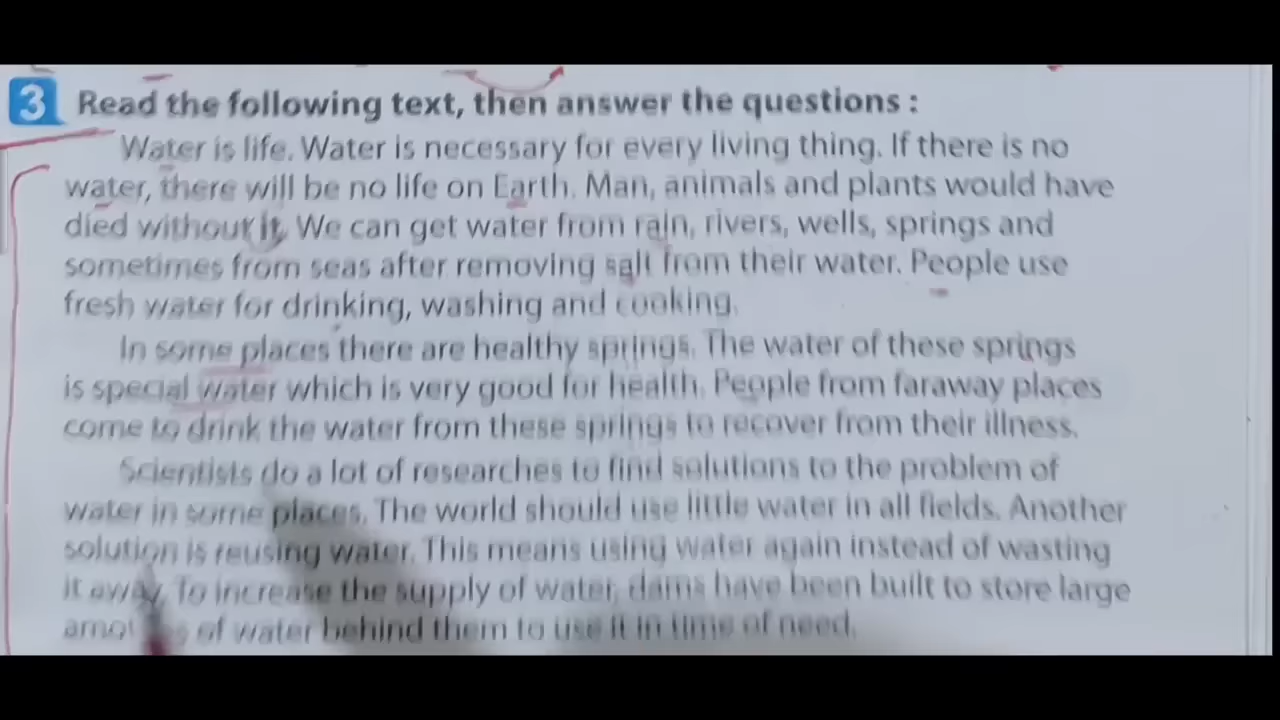 3 Read the following text, then answer the questions :
Water is life. Water is necessary for every living thing. If there is no
water, there will be no life on Earth. Man, animals and plants would have
died without it. We can get water from rain, rivers, wells, springs and
sometimes from seas after removing salt from their water. People use
fresh water for drinking, washing and cooking.
In some places there are healthy springs. The water of these springs
is special water which is very good for health. People from faraway places
come to drink the water from these springs to recover from their illness.
Scientists do a lot of researches to find solutions to the problem of
water in some places. The world should use little water in all fields. Another
solution is reusing water. This means using water again instead of wasting
it away. To increase the supply of water, dams have been built to store large
of water behind them to use it in time of need.